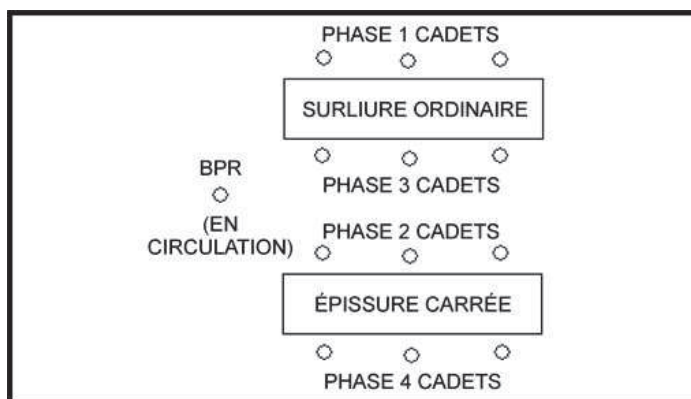 PHASE 1 CADETS
SURLIURE ORDINAIRE
PHASE 3 CADETS
BPR
(EN
CIRCULATION)
PHASE 2 CADETS
ÉPISSURE CARRÉE
PHASE 4 CADETS